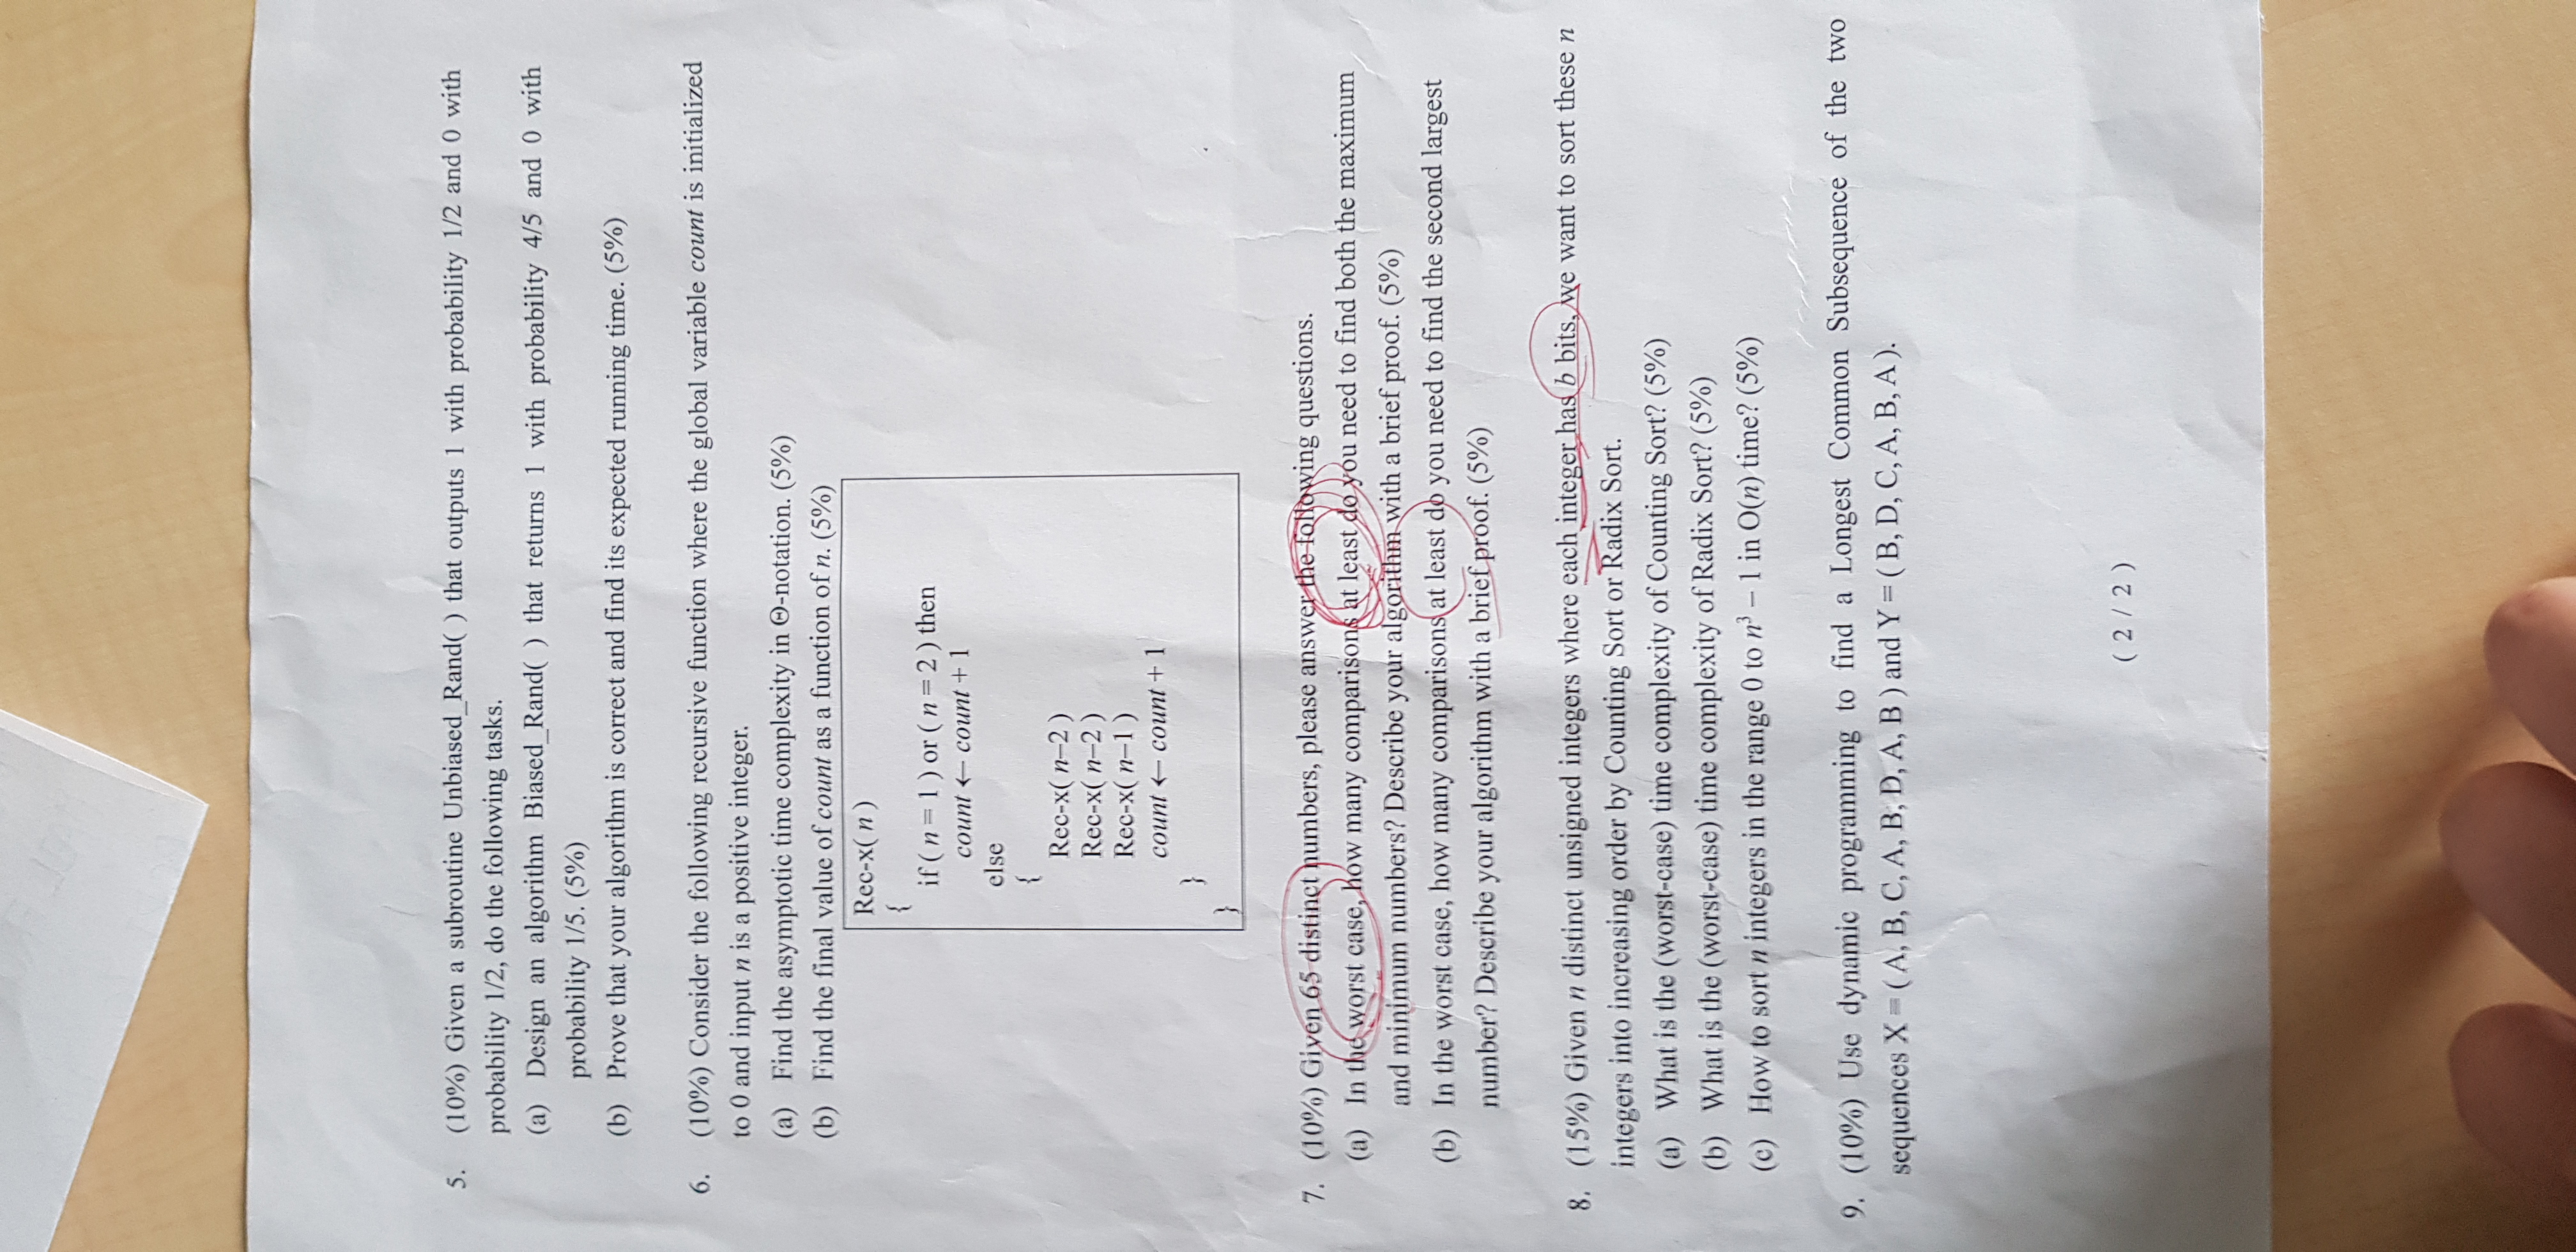 5. (10%) Given a subroutine Unbiased_Rand( ) that outputs 1 with probability 1/2 and 0 with
probability 1/2, do the following tasks.
(a) Design an algorithm Biased_Rand( ) that returns 1 with probability 4/5 and 0 with
probability 1/5. (5%)
(b) Prove that your algorithm is correct and find its expected running time. (5%)
6. (10%) Consider the following recursive function where the global variable count is initialized
to 0 and input n is a positive integer.
(a) Find the asymptotic time complexity in Θ-notation. (5%)
(b) Find the final value of count as a function of n. (5%)
Rec-x( n )
{
if ( n = 1 ) or ( n = 2 ) then
count ← count + 1
else
{
Rec-x( n–2 )
Rec-x( n–2 )
Rec-x( n–1 )
count ← count + 1
}
}
7. (10%) Given 65 distinct numbers, please answer the following questions.
(a) In the worst case, how many comparisons at least do you need to find both the maximum
and minimum numbers? Describe your algorithm with a brief proof. (5%)
(b) In the worst case, how many comparisons at least do you need to find the second largest
number? Describe your algorithm with a brief proof. (5%)
8. (15%) Given n distinct unsigned integers where each integer has b bits, we want to sort these n
integers into increasing order by Counting Sort or Radix Sort.
(a) What is the (worst-case) time complexity of Counting Sort? (5%)
(b) What is the (worst-case) time complexity of Radix Sort? (5%)
(c) How to sort n integers in the range 0 to n³ – 1 in O(n) time? (5%)
9. (10%) Use dynamic programming to find a Longest Common Subsequence of the two
sequences X = ( A, B, C, A, B, D, A, B ) and Y = ( B, D, C, A, B, A ).
( 2 / 2 )